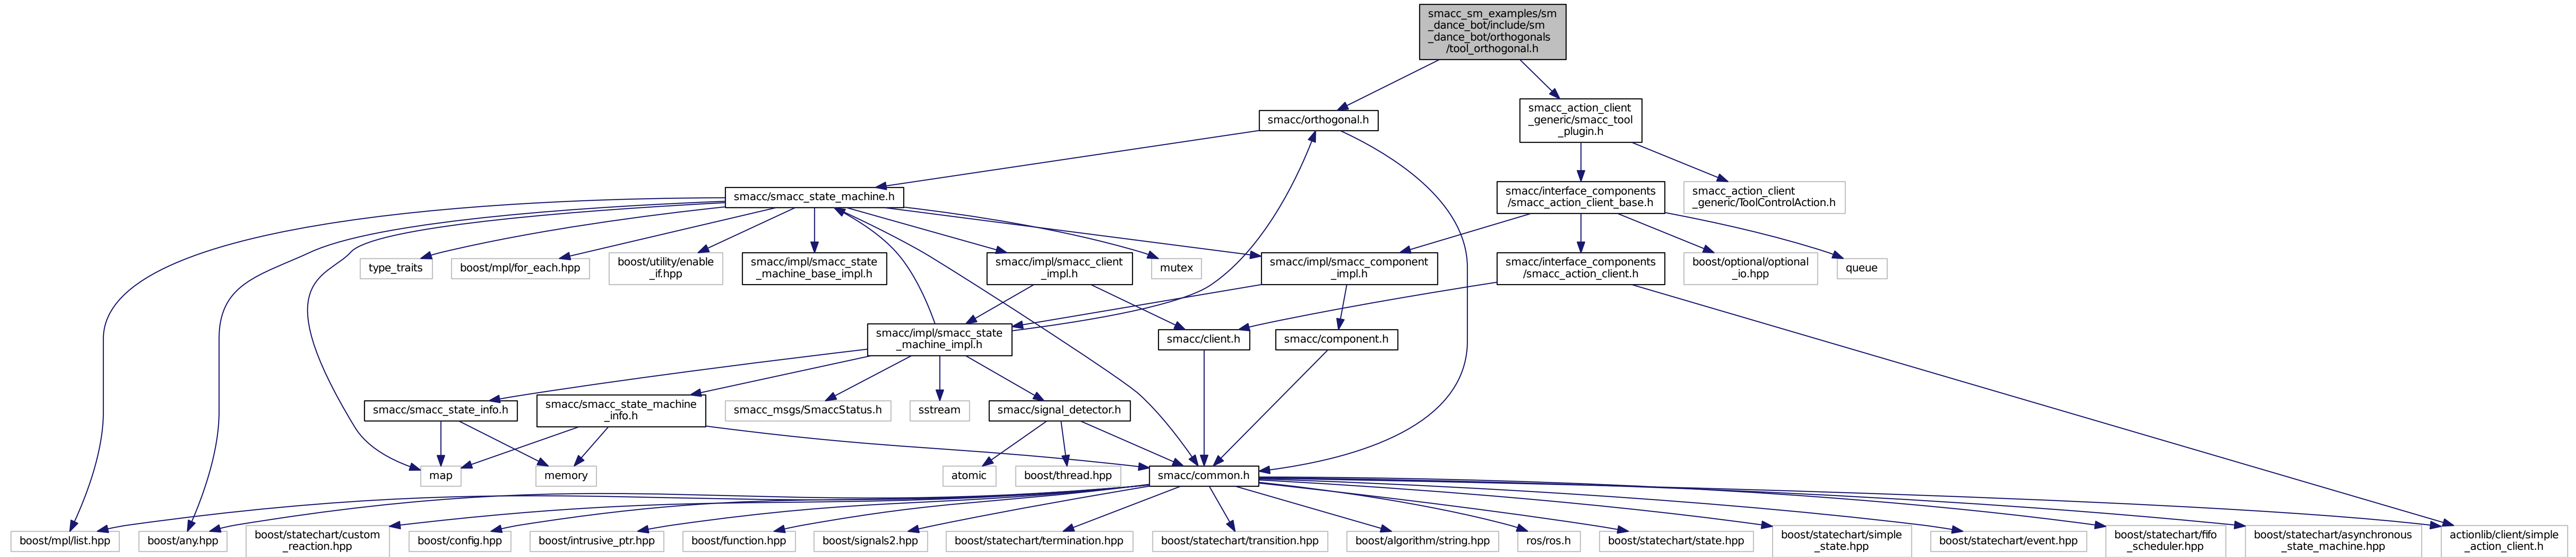 smacc_sm_examples/sm
_dance_bot/include/sm
_dance_bot/orthogonals
/tool_orthogonal.h
smacc/orthogonal.h
smacc_action_client
_generic/smacc_tool
_plugin.h
smacc/smacc_state_machine.h
smacc/interface_components
/smacc_action_client_base.h
smacc_action_client
_generic/ToolControlAction.h
type_traits
boost/mpl/for_each.hpp
boost/utility/enable
_if.hpp
smacc/impl/smacc_state
_machine_base_impl.h
smacc/impl/smacc_client
_impl.h
mutex
smacc/impl/smacc_component
_impl.h
smacc/interface_components
/smacc_action_client.h
boost/optional/optional
_io.hpp
queue
smacc/impl/smacc_state
_machine_impl.h
smacc/client.h
smacc/component.h
smacc/smacc_state_info.h
smacc/smacc_state_machine
_info.h
smacc_msgs/SmaccStatus.h
sstream
smacc/signal_detector.h
map
memory
atomic
boost/thread.hpp
smacc/common.h
boost/mpl/list.hpp
boost/any.hpp
boost/statechart/custom
_reaction.hpp
boost/config.hpp
boost/intrusive_ptr.hpp
boost/function.hpp
boost/signals2.hpp
boost/statechart/termination.hpp
boost/statechart/transition.hpp
boost/algorithm/string.hpp
ros/ros.h
boost/statechart/state.hpp
boost/statechart/simple
_state.hpp
boost/statechart/event.hpp
boost/statechart/fifo
_scheduler.hpp
boost/statechart/asynchronous
_state_machine.hpp
actionlib/client/simple
_action_client.h